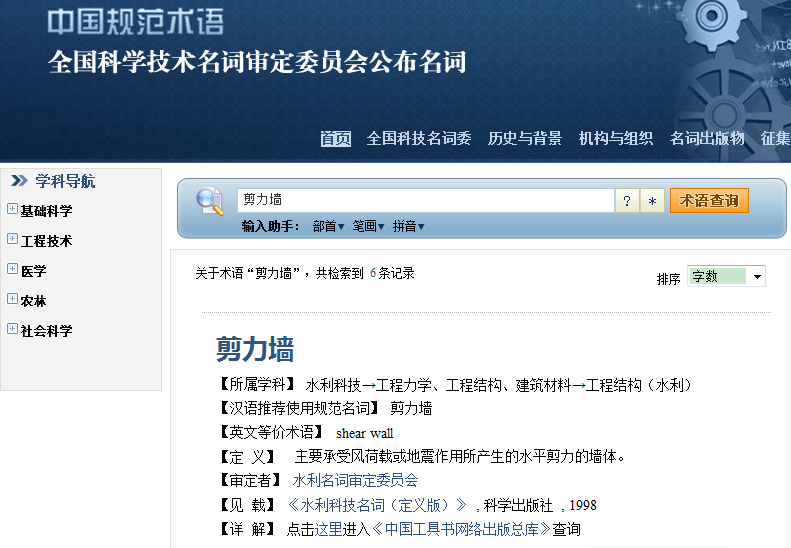 中国规范术语
全国科学技术名词审定委员会公布名词
首页 全国科技名词委 历史与背景 机构与组织 名词出版物 征集
学科导航
基础科学
工程技术
医学
农林
社会科学
剪力墙 ? * 术语查询
输入助手： 部首▾ 笔画▾ 拼音▾
关于术语“剪力墙”，共检索到 6 条记录
排序 字数
剪力墙
【所属学科】 水利科技→工程力学、工程结构、建筑材料→工程结构（水利）
【汉语推荐使用规范名词】 剪力墙
【英文等价术语】 shear wall
【定 义】 主要承受风荷载或地震作用所产生的水平剪力的墙体。
【审定者】 水利名词审定委员会
【见 载】 《水利科技名词（定义版）》 , 科学出版社 , 1998
【详 解】 点击这里进入《中国工具书网络出版总库》查询